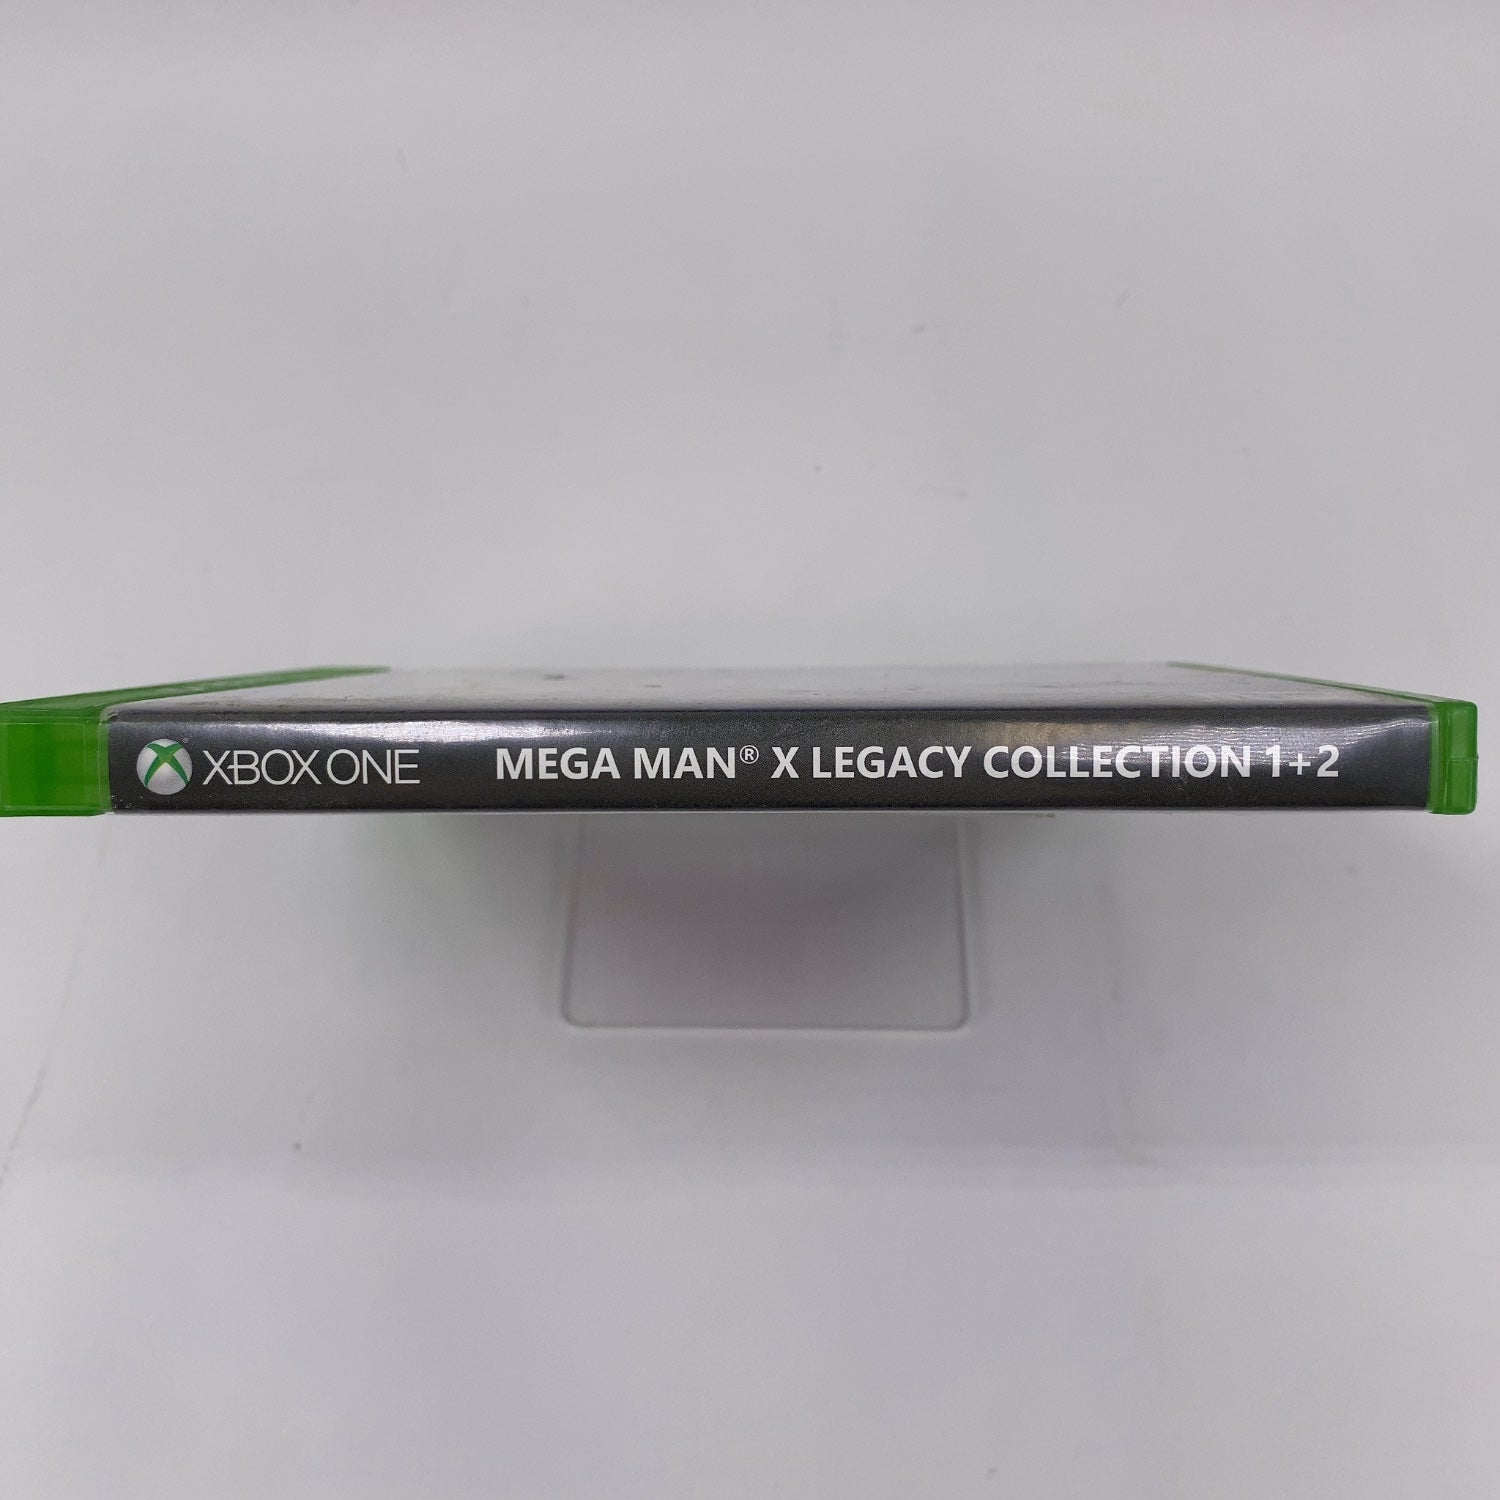 XBOX ONE MEGA MAN® X LEGACY COLLECTION 1+2